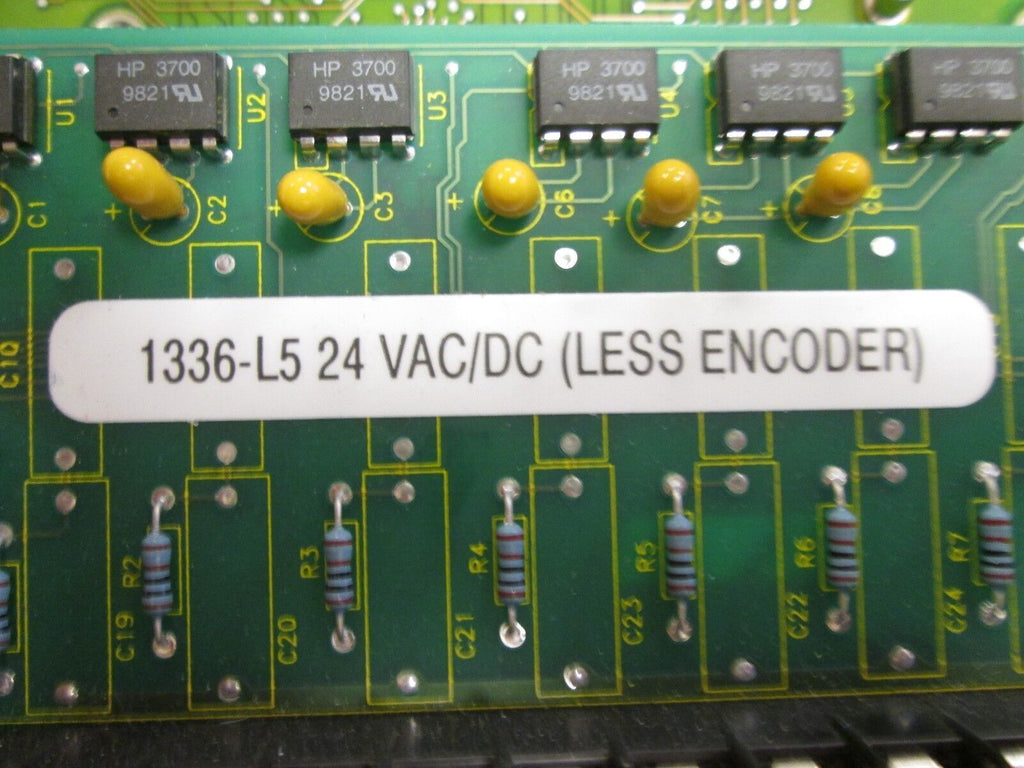 HP 3700
9821
U1
HP 3700
9821
U2
HP 3700
9821
U3
HP 3700
9821
U4
HP 3700
C1
+
C2
+
C3
+
C6
+
C7
+
C10
1336-L5 24 VAC/DC (LESS ENCODER)
R2
R3
R4
R5
R6
R7
C19
C20
C21
C23
C22
C24